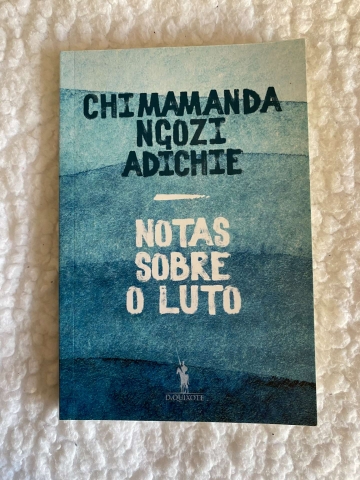 CHIMAMANDA
NGOZI
ADICHIE
NOTAS
SOBRE
O LUTO
D.QUIXOTE